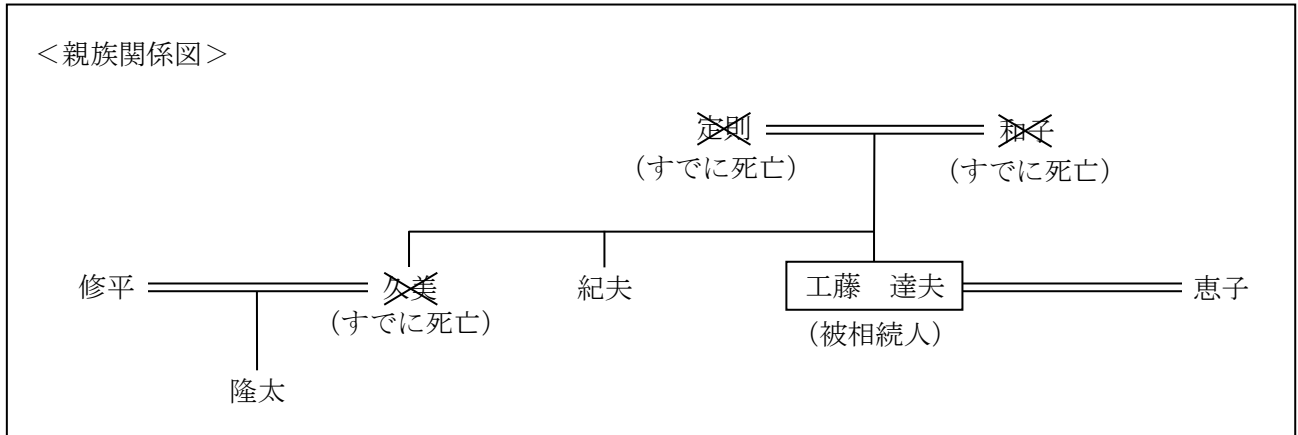 <親族関係図>
定則 和子
(すでに死亡) (すでに死亡)
修平 久美 紀夫 工藤 達夫 恵子
(すでに死亡) (被相続人)
隆太